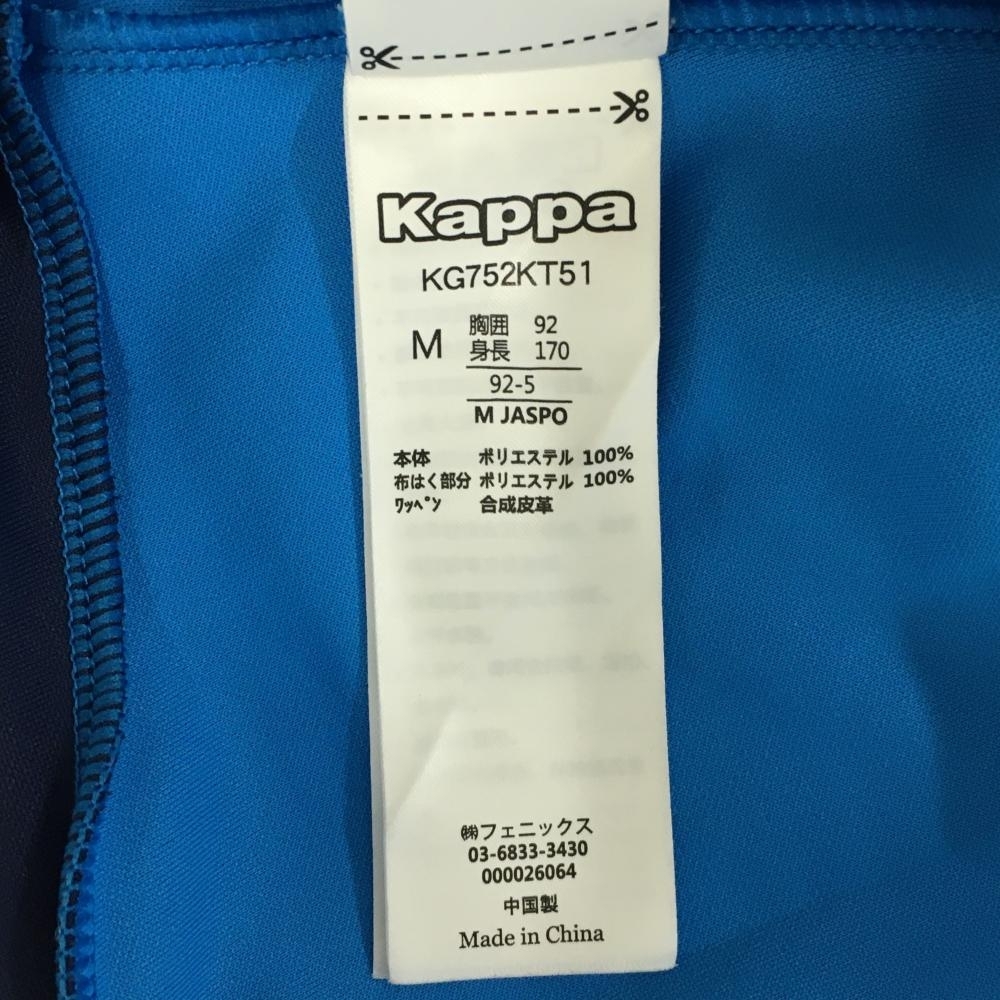 Kappa
KG752KT51
M 胸囲 92
身長 170
92-5
M JASPO
本体 ポリエステル 100%
布はく部分 ポリエステル 100%
ワッペン 合成皮革
㈱フェニックス
03-6833-3430
000026064
中国製
Made in China